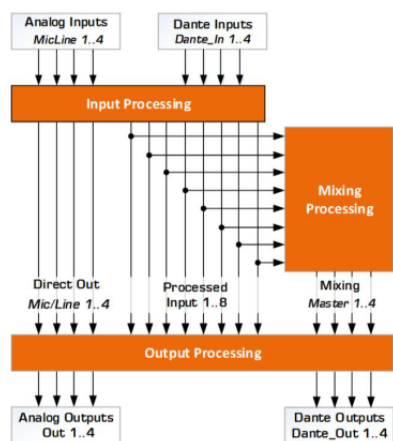 Analog Inputs
MicLine 1..4
Dante Inputs
Dante_In 1..4
Input Processing
Mixing
Processing
Direct Out
Mic/Line 1..4
Processed
Input 1..8
Mixing
Master 1..4
Output Processing
Analog Outputs
Out 1..4
Dante Outputs
Dante_Out 1..4